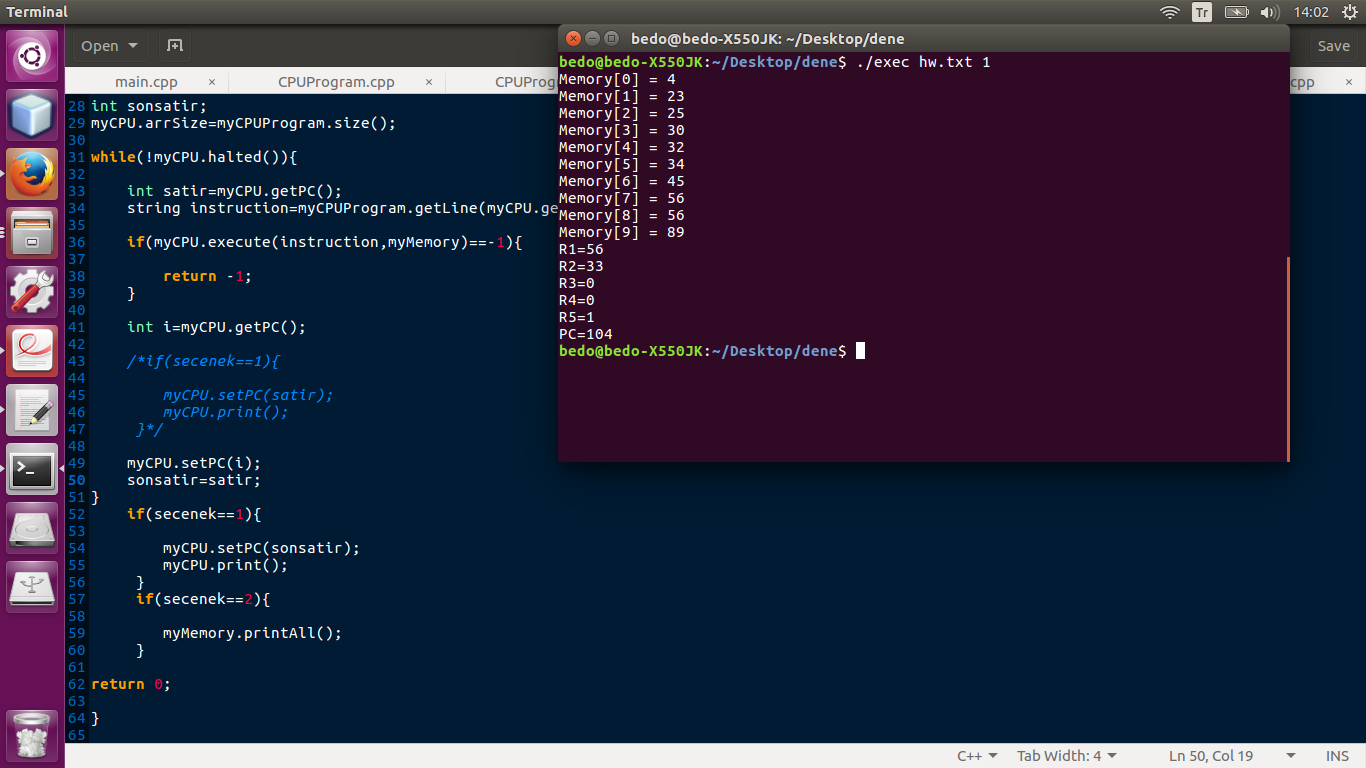 Terminal
Tr
14:02
Open
Save
main.cpp ×
CPUProgram.cpp ×
CPUProg
cpp ×
28 int sonsatir;
29 myCPU.arrSize=myCPUProgram.size();
30
31 while(!myCPU.halted()){
32
33 int satir=myCPU.getPC();
34 string instruction=myCPUProgram.getLine(myCPU.ge
35
36 if(myCPU.execute(instruction,myMemory)==-1){
37
38 return -1;
39 }
40
41 int i=myCPU.getPC();
42
43 /*if(secenek==1){
44
45 myCPU.setPC(satir);
46 myCPU.print();
47 }*/
48
49 myCPU.setPC(i);
50 sonsatir=satir;
51 }
52 if(secenek==1){
53
54 myCPU.setPC(sonsatir);
55 myCPU.print();
56 }
57 if(secenek==2){
58
59 myMemory.printAll();
60 }
61
62 return 0;
63
64 }
65
bedo@bedo-X550JK: ~/Desktop/dene
bedo@bedo-X550JK:~/Desktop/dene$ ./exec hw.txt 1
Memory[0] = 4
Memory[1] = 23
Memory[2] = 25
Memory[3] = 30
Memory[4] = 32
Memory[5] = 34
Memory[6] = 45
Memory[7] = 56
Memory[8] = 56
Memory[9] = 89
R1=56
R2=33
R3=0
R4=0
R5=1
PC=104
bedo@bedo-X550JK:~/Desktop/dene$
C++ Tab Width: 4 Ln 50, Col 19 INS